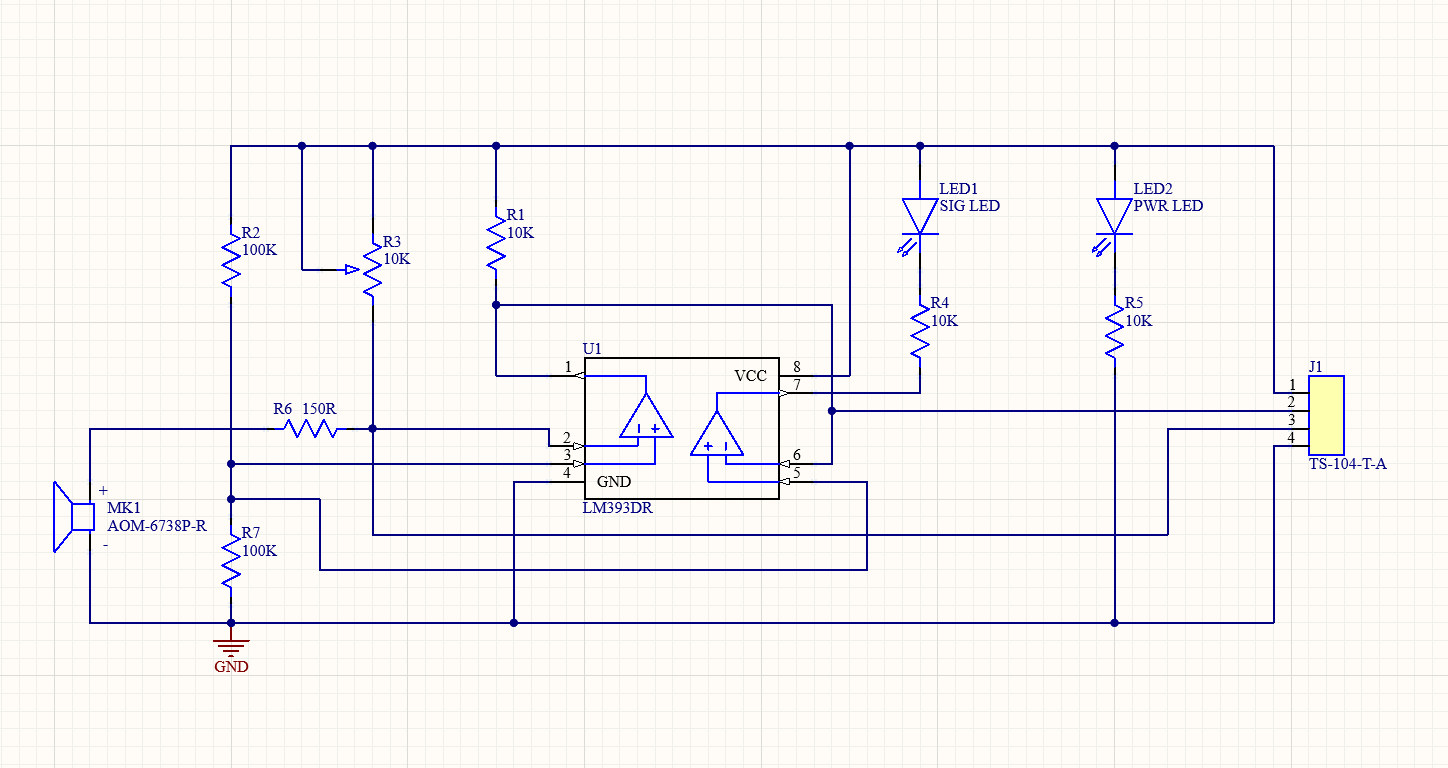 LED1
SIG LED
LED2
PWR LED
R1
10K
R2
100K
R3
10K
R4
10K
R5
10K
U1
1
VCC
8
7
J1
1
2
3
4
TS-104-T-A
R6 150R
2
3
4
GND
6
5
LM393DR
+
MK1
AOM-6738P-R
-
R7
100K
GND